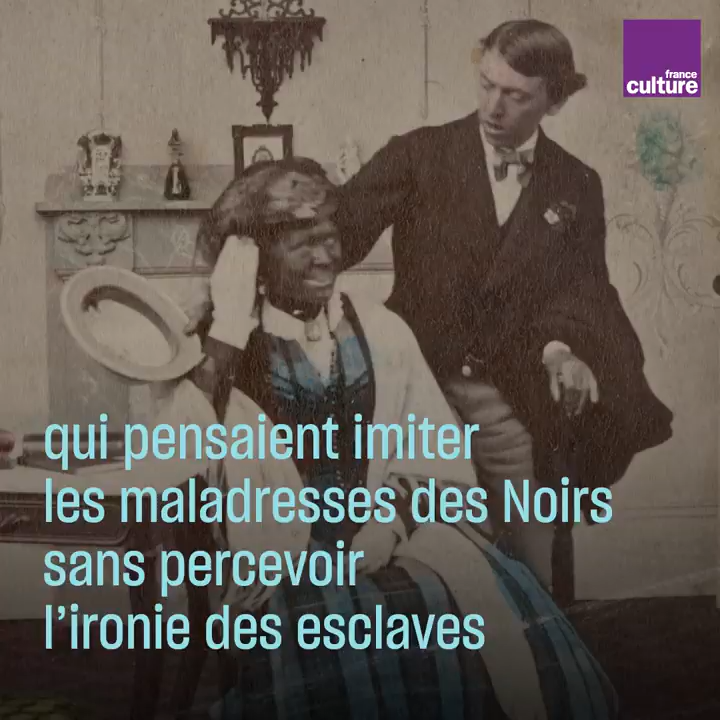 france
culture
qui pensaient imiter
les maladresses des Noirs
sans percevoir
l'ironie des esclaves